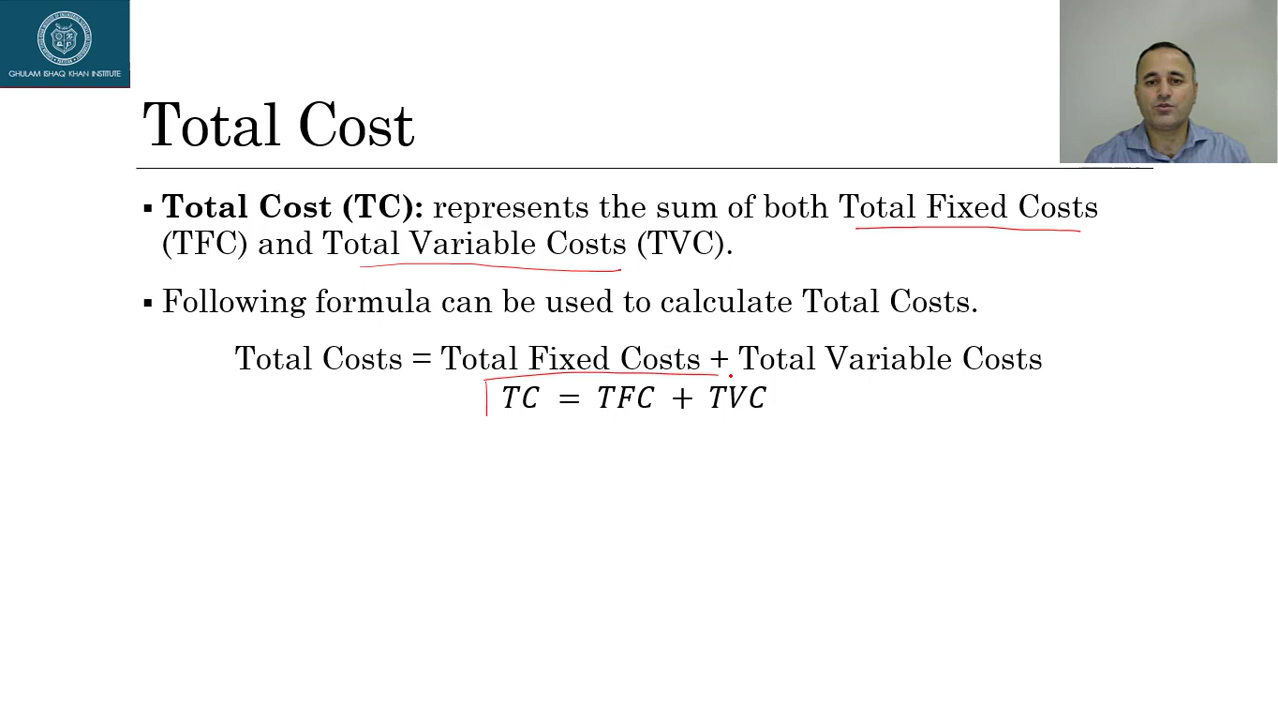 GHULAM ISHAQ KHAN INSTITUTE
Total Cost
▪ Total Cost (TC): represents the sum of both Total Fixed Costs
(TFC) and Total Variable Costs (TVC).
▪ Following formula can be used to calculate Total Costs.
Total Costs = Total Fixed Costs + Total Variable Costs
TC = TFC + TVC